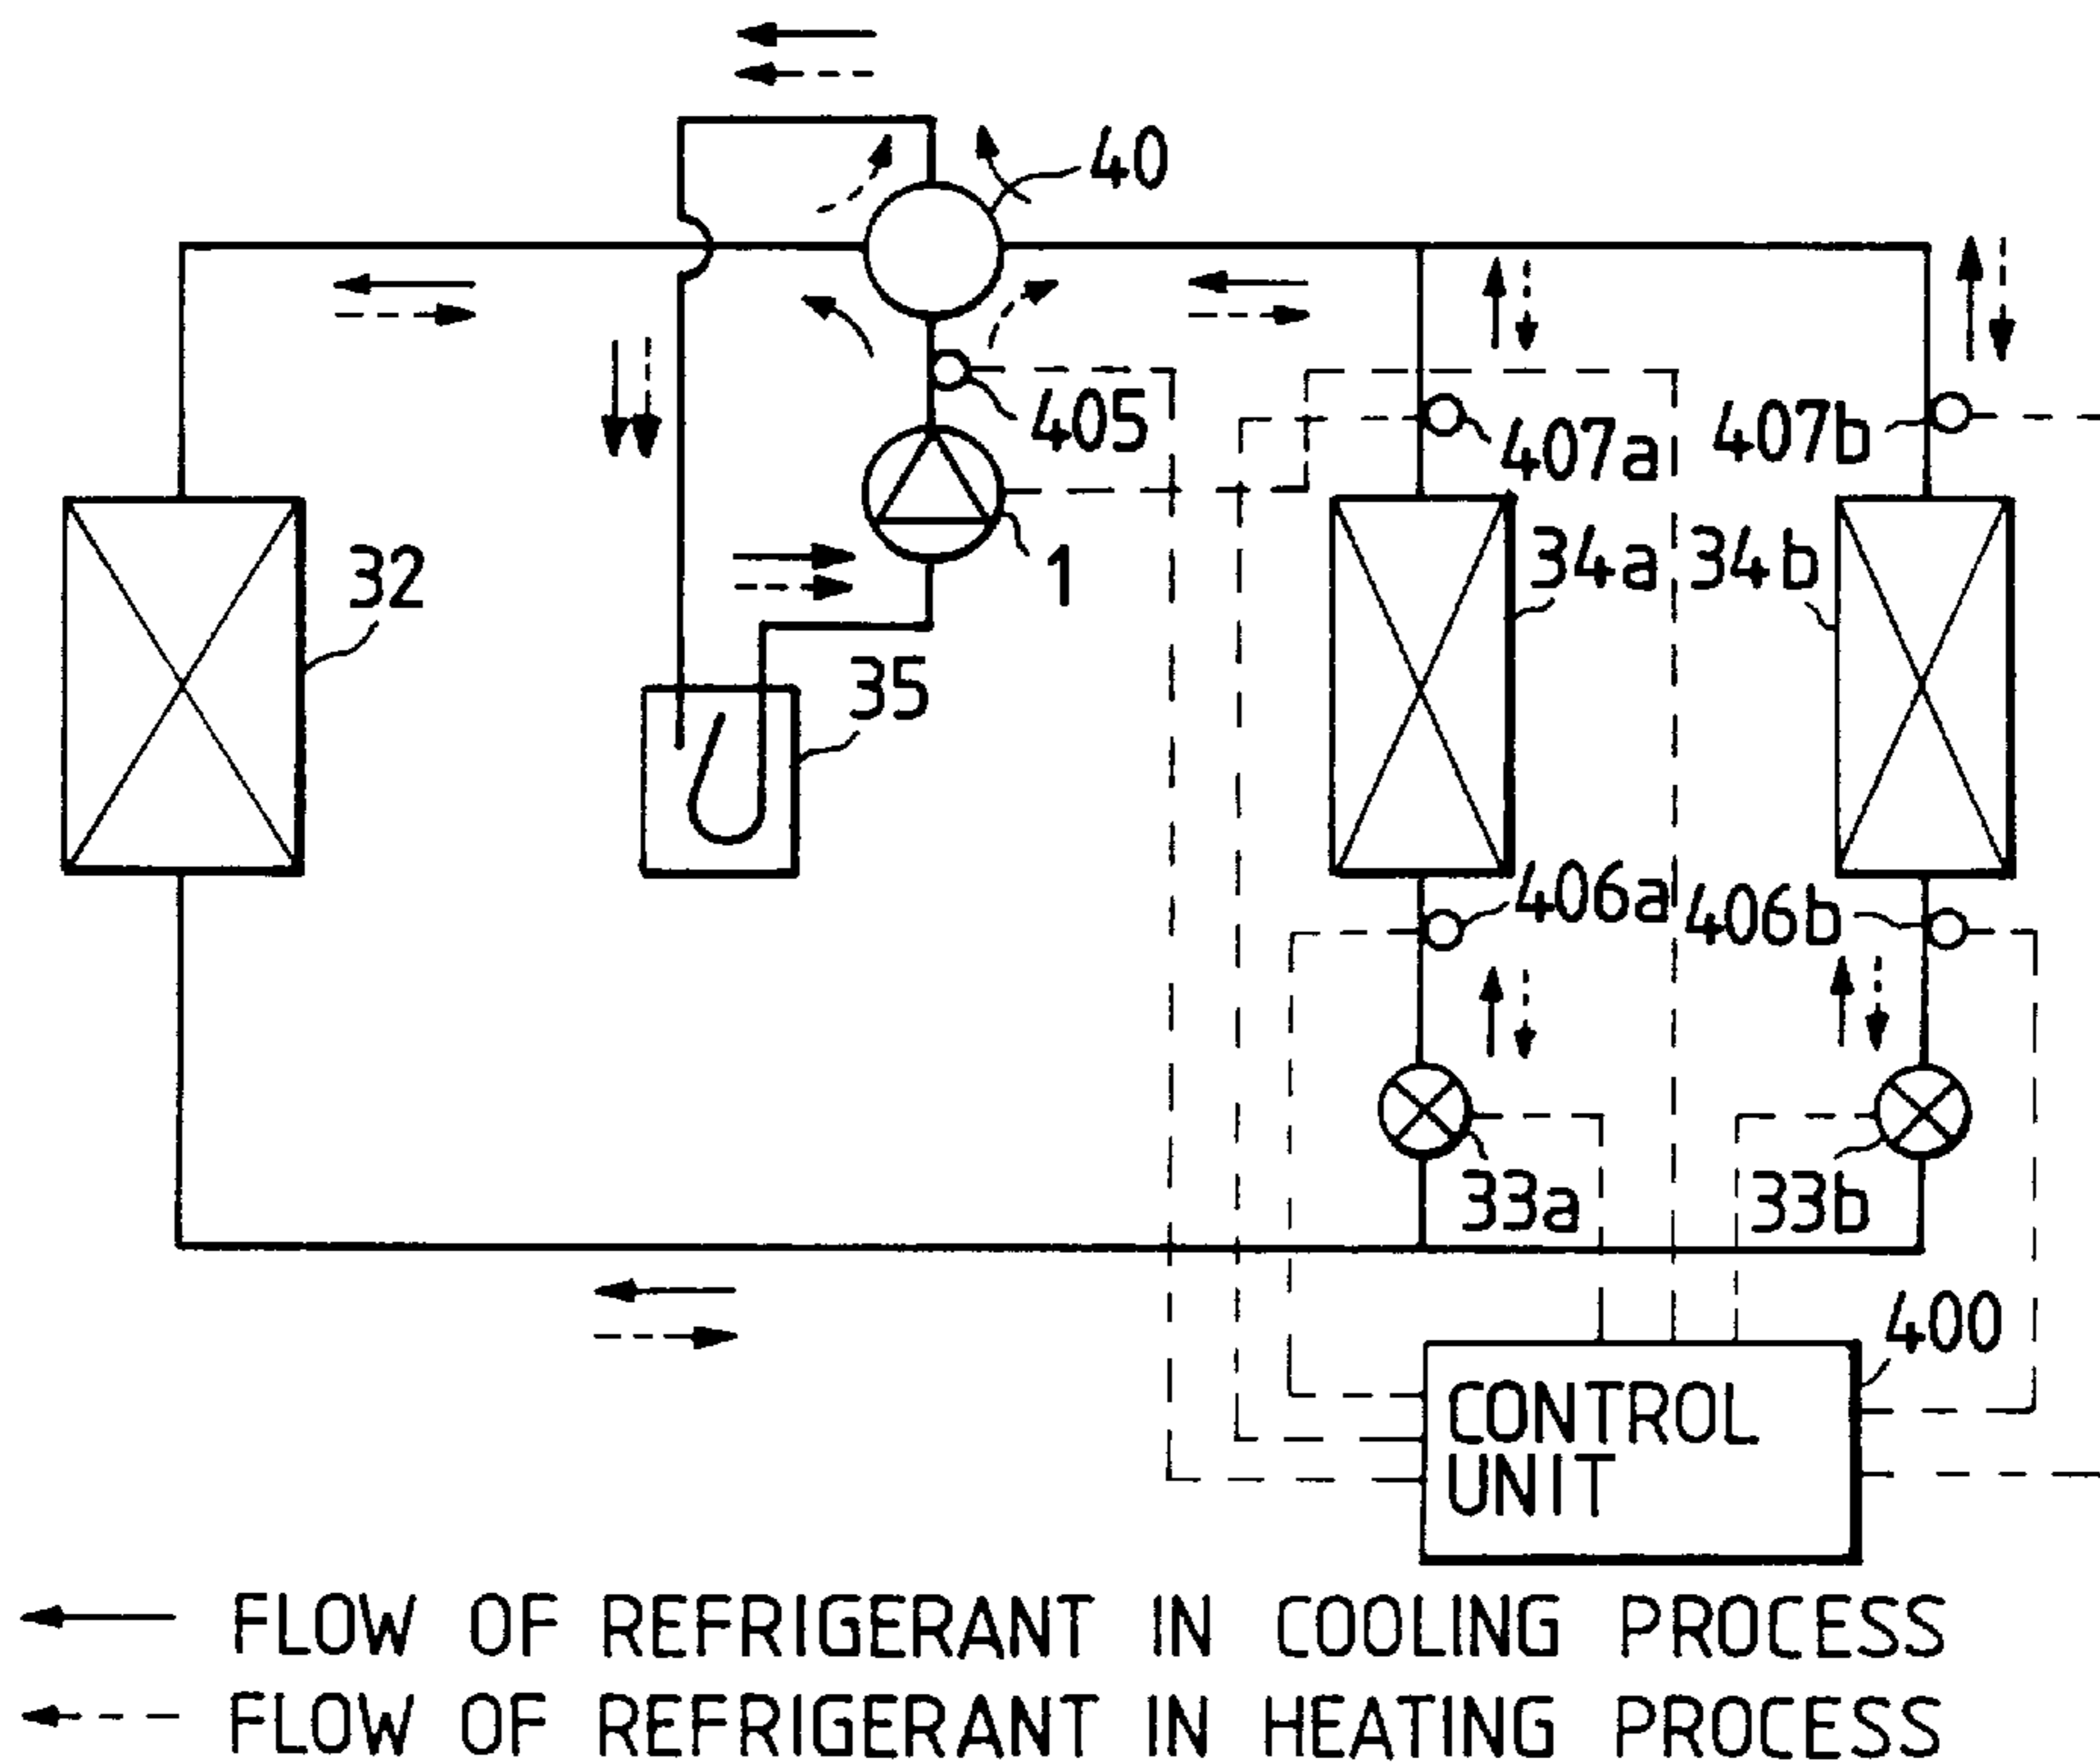 40
405
407a
407b
1
34a
34b
32
35
406a
406b
33a
33b
400
CONTROL
UNIT
FLOW OF REFRIGERANT IN COOLING PROCESS
FLOW OF REFRIGERANT IN HEATING PROCESS